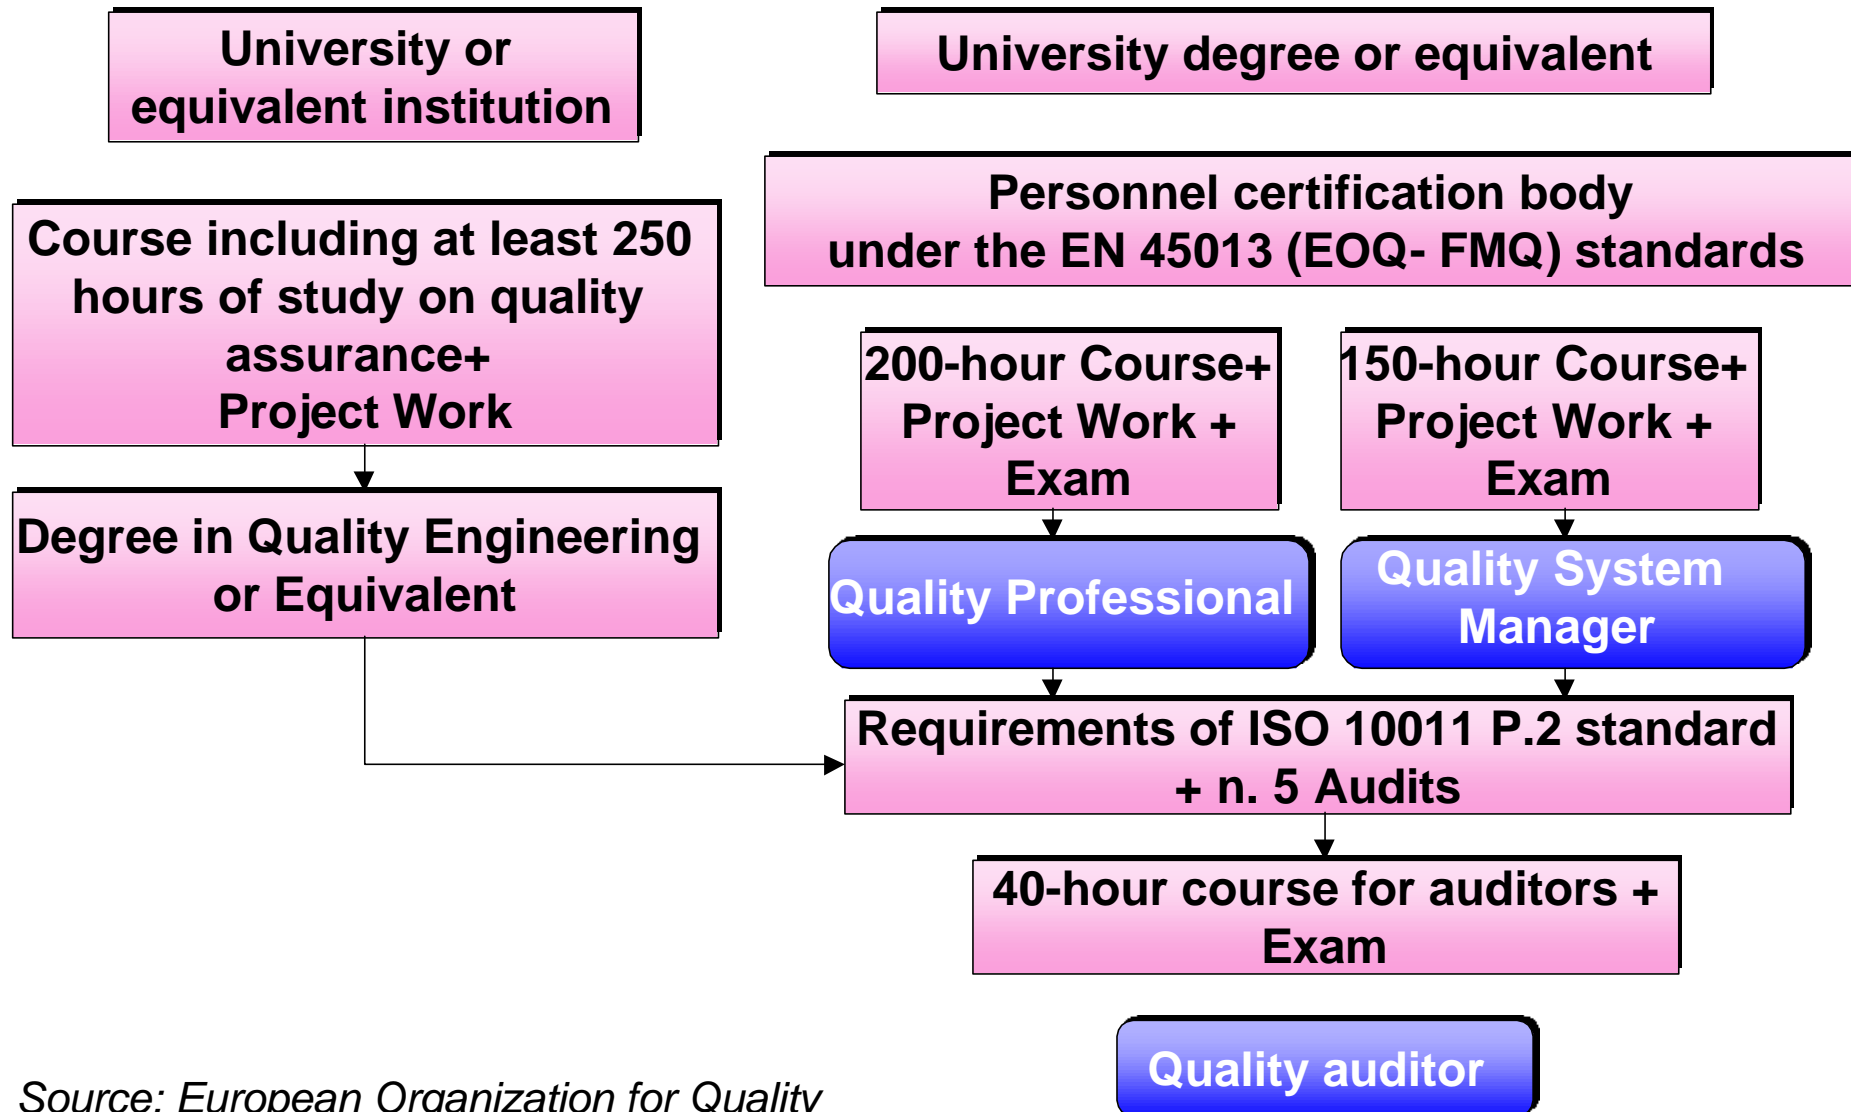 University or
equivalent institution
University degree or equivalent
Personnel certification body
under the EN 45013 (EOQ- FMQ) standards
Course including at least 250
hours of study on quality
assurance+
Project Work
200-hour Course+
Project Work +
Exam
150-hour Course+
Project Work +
Exam
Degree in Quality Engineering
or Equivalent
Quality Professional
Quality System
Manager
Requirements of ISO 10011 P.2 standard
+ n. 5 Audits
40-hour course for auditors +
Exam
Quality auditor
Source: European Organization for Quality